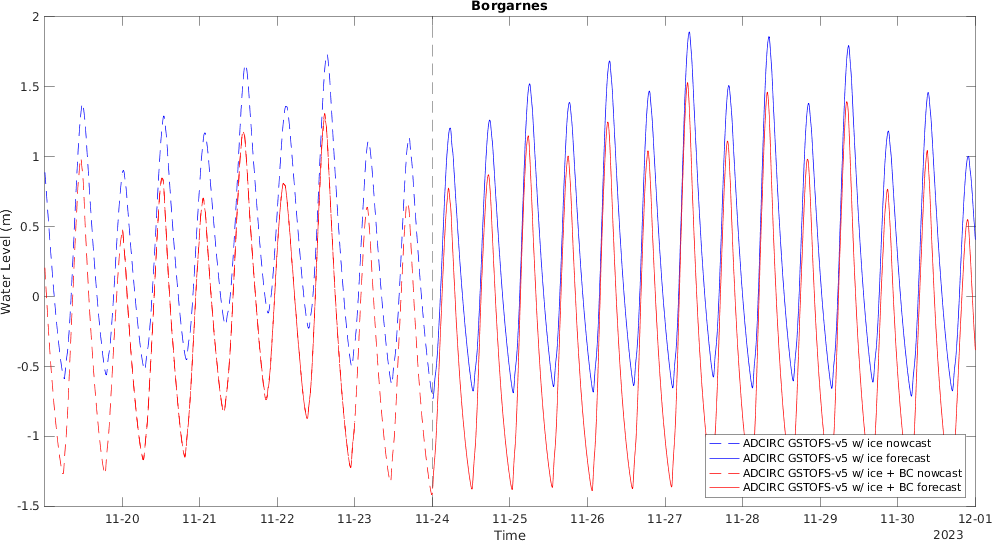 Borgarnes
2
1.5
1
0.5
0
-0.5
-1
-1.5
Water Level (m)
ADCIRC GSTOFS-v5 w/ ice nowcast
ADCIRC GSTOFS-v5 w/ ice forecast
ADCIRC GSTOFS-v5 w/ ice + BC nowcast
ADCIRC GSTOFS-v5 w/ ice + BC forecast
11-20 11-21 11-22 11-23 11-24 11-25 11-26 11-27 11-28 11-29 11-30 12-01
Time
2023